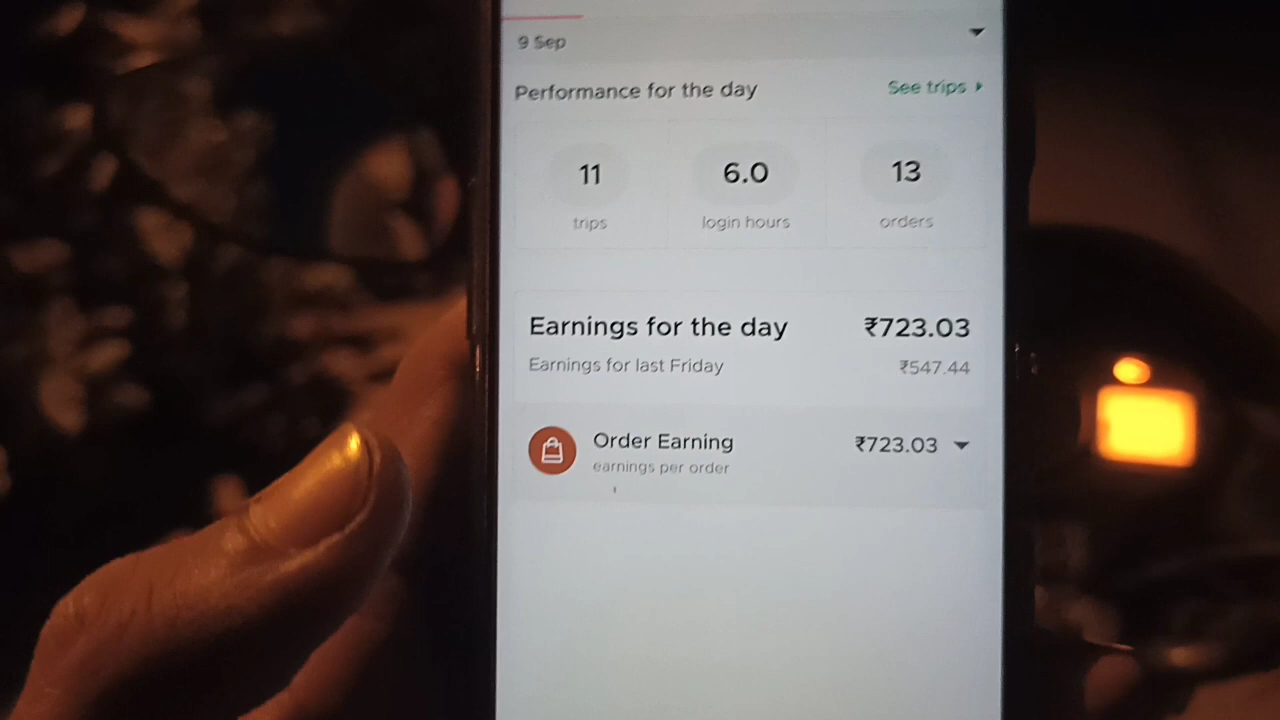 9 Sep
Performance for the day
See trips
11
6.0
13
trips
login hours
orders
Earnings for the day
₹723.03
Earnings for last Friday
₹547.44
Order Earning
₹723.03
earnings per order